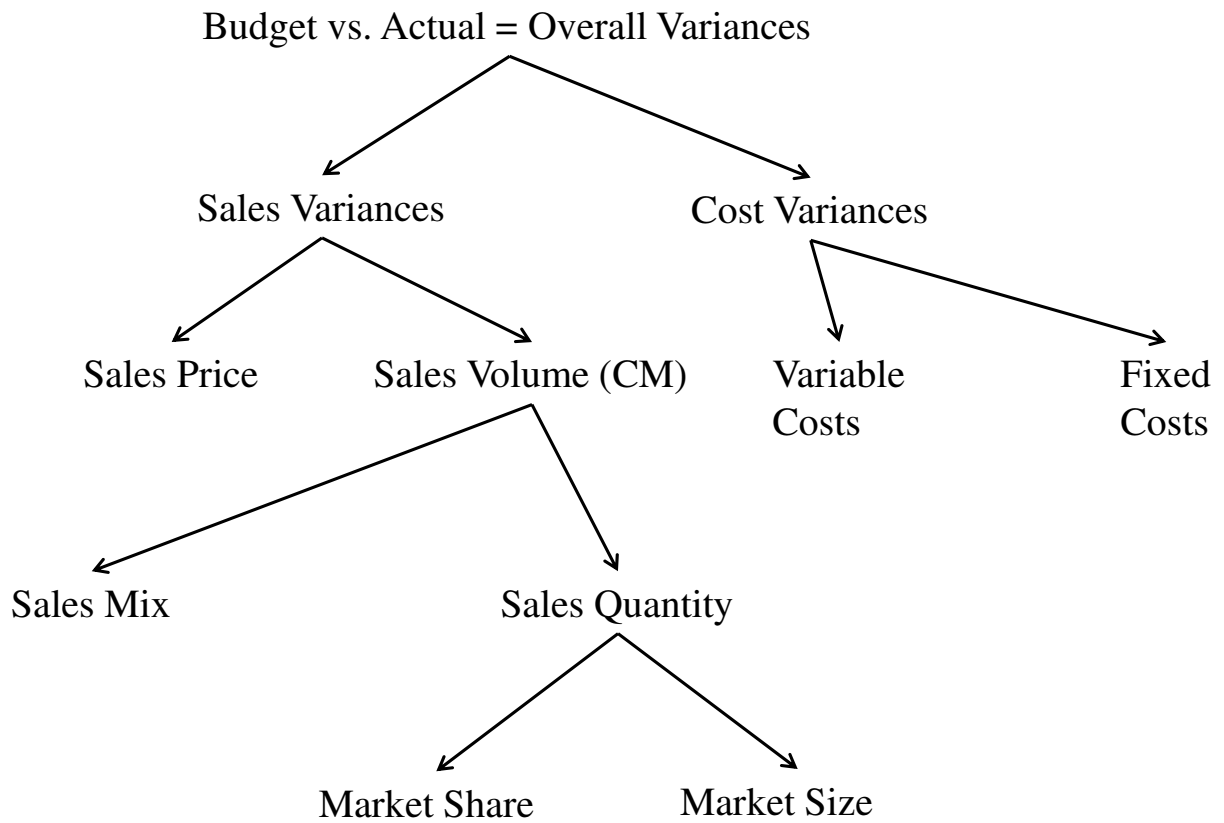 Budget vs. Actual = Overall Variances
Sales Variances
Cost Variances
Sales Price
Sales Volume (CM)
Variable
Costs
Fixed
Costs
Sales Mix
Sales Quantity
Market Share
Market Size